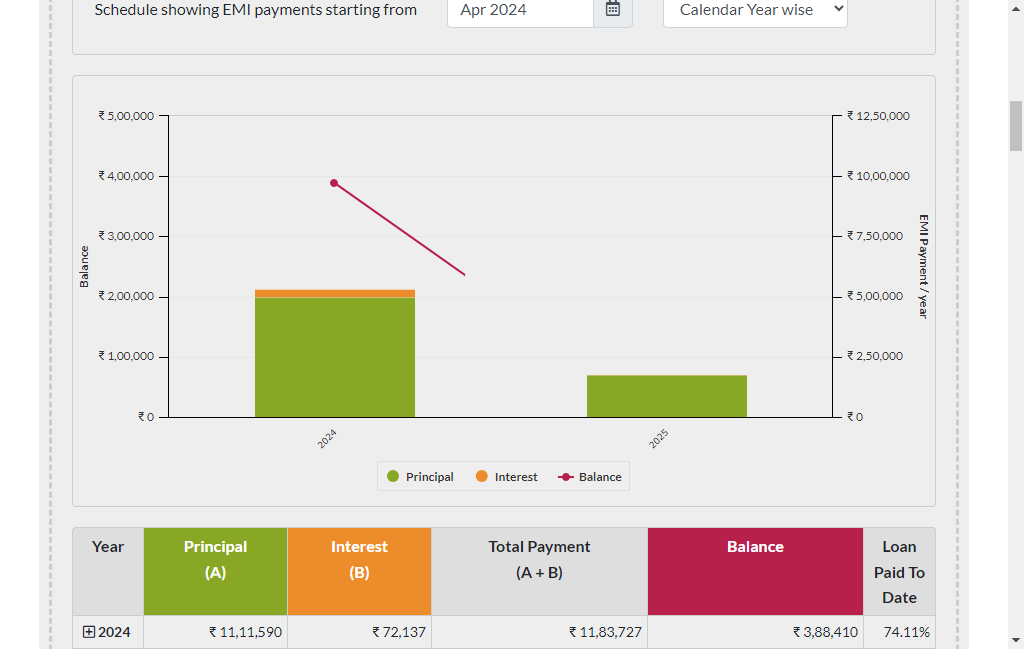 Schedule showing EMI payments starting from Apr 2024 Calendar Year wise
₹ 5,00,000
₹ 4,00,000
₹ 3,00,000
₹ 2,00,000
₹ 1,00,000
₹ 0
Balance
₹ 12,50,000
₹ 10,00,000
₹ 7,50,000
₹ 5,00,000
₹ 2,50,000
₹ 0
EMI Payment / year
2024 2025
Principal Interest Balance
Year Principal Interest Total Payment Balance Loan
(A) (B) (A + B) Paid To
Date
2024 ₹ 11,11,590 ₹ 72,137 ₹ 11,83,727 ₹ 3,88,410 74.11%